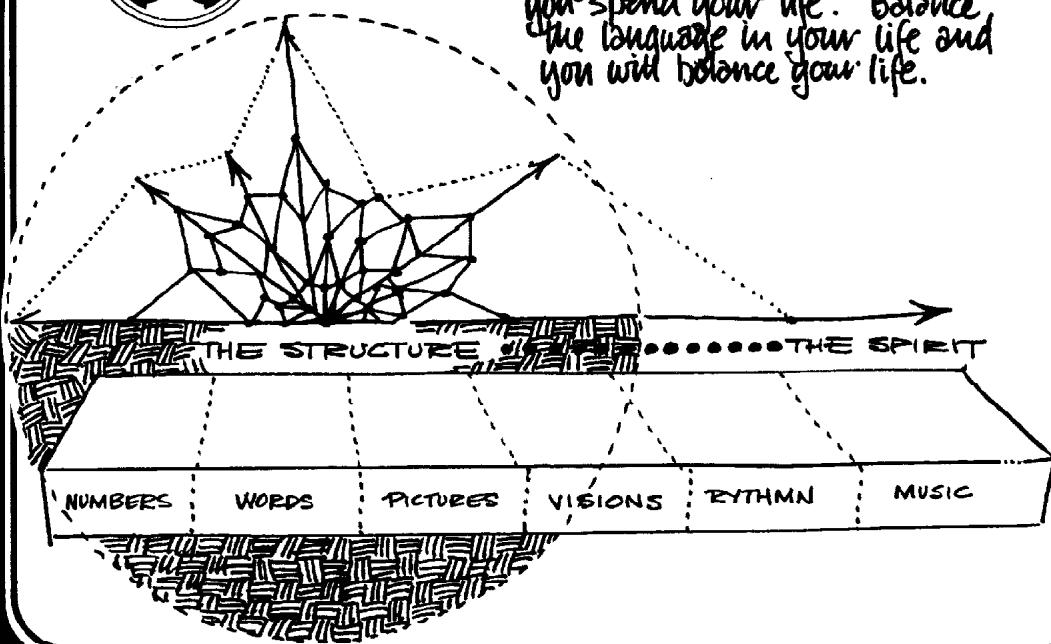 you spend your life. Balance
the language in your life and
you will balance your life.
THE STRUCTURE THE SPIRIT
NUMBERS WORDS PICTURES VISIONS RYTHMN MUSIC